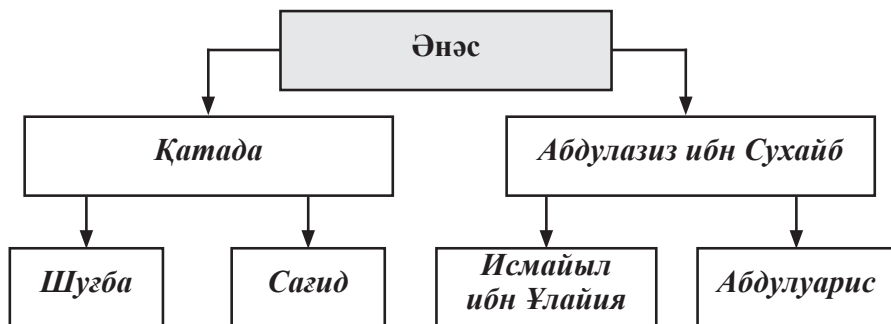 Әнәс
Қатада
Абдулазиз ибн Сухайб
Шуғба
Сағид
Исмайыл
ибн Ұлайия
Абдулуарис